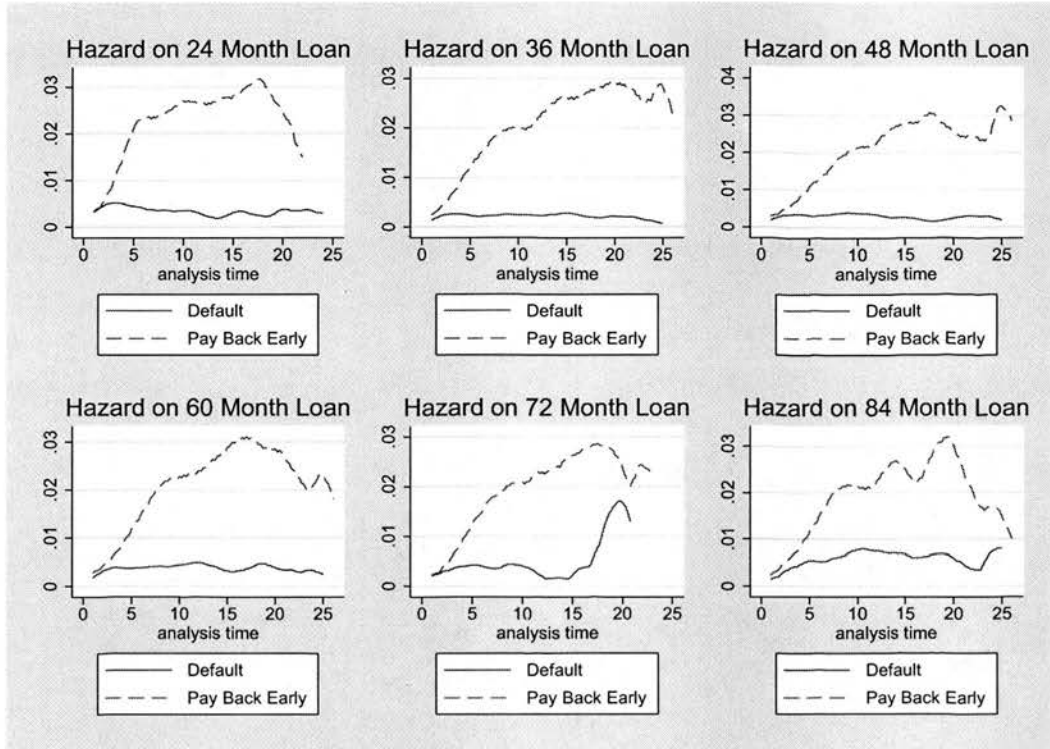 Hazard on 24 Month Loan
0 .01 .02 .03
0 5 10 15 20 25
analysis time
Default
Pay Back Early
Hazard on 36 Month Loan
0 .01 .02 .03
0 5 10 15 20 25
analysis time
Default
Pay Back Early
Hazard on 48 Month Loan
0 .01 .02 .03 .04
0 5 10 15 20 25
analysis time
Default
Pay Back Early
Hazard on 60 Month Loan
0 .01 .02 .03
0 5 10 15 20 25
analysis time
Default
Pay Back Early
Hazard on 72 Month Loan
0 .01 .02 .03
0 5 10 15 20 25
analysis time
Default
Pay Back Early
Hazard on 84 Month Loan
0 .01 .02 .03
0 5 10 15 20 25
analysis time
Default
Pay Back Early